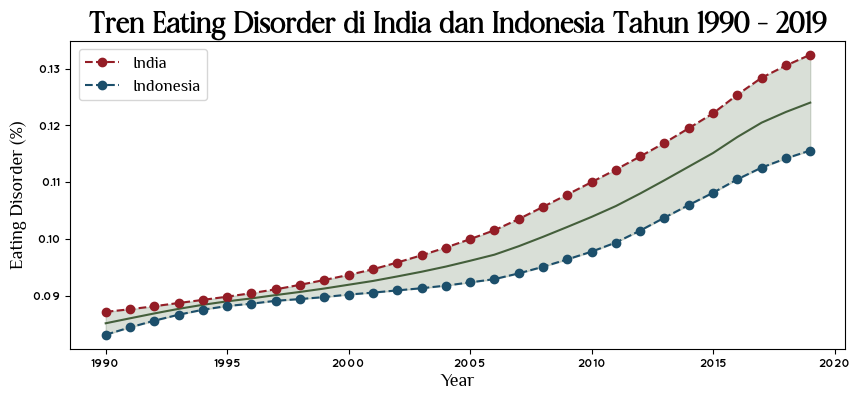 Tren Eating Disorder di India dan Indonesia Tahun 1990 - 2019
India
Indonesia
Eating Disorder (%)
0.13
0.12
0.11
0.10
0.09
1990 1995 2000 2005 2010 2015 2020
Year